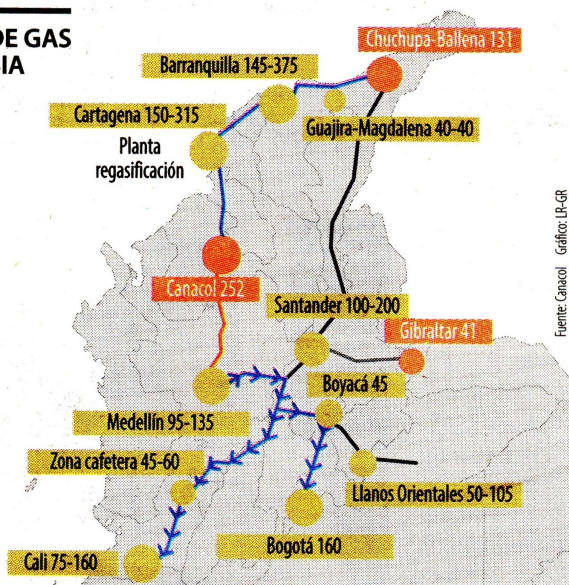 DE GAS
BIA
Chuchupa-Ballena 131
Barranquilla 145-375
Cartagena 150-315
Guajira-Magdalena 40-40
Planta
regasificación
Canacol 252
Santander 100-200
Gibraltar 41
Boyacá 45
Medellín 95-135
Zona cafetera 45-60
Llanos Orientales 50-105
Bogotá 160
Cali 75-160
Fuente: Canacol Gráfico: LR-GR